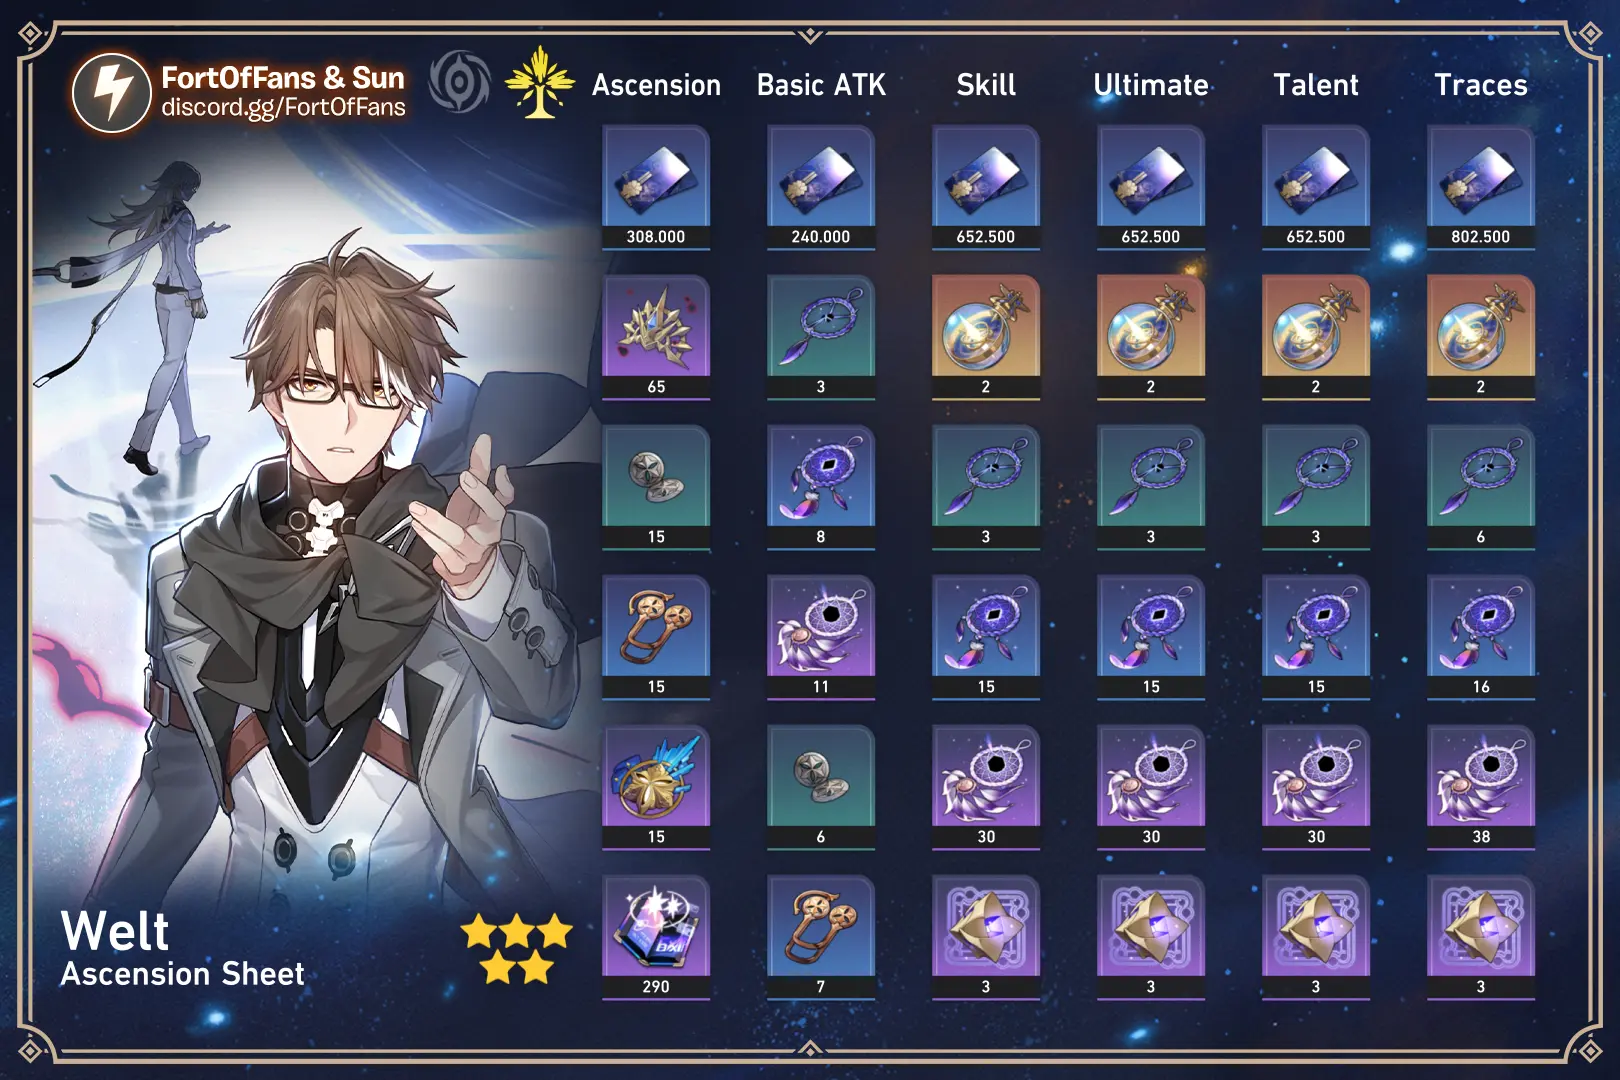 FortOfFans & Sun
discord.gg/FortOfFans
Ascension Basic ATK Skill Ultimate Talent Traces
308.000 240.000 652.500 652.500 652.500 802.500
65 3 2 2 2 2
15 8 3 3 3 6
15 11 15 15 15 16
15 6 30 30 30 38
290 7 3 3 3 3
Welt
Ascension Sheet